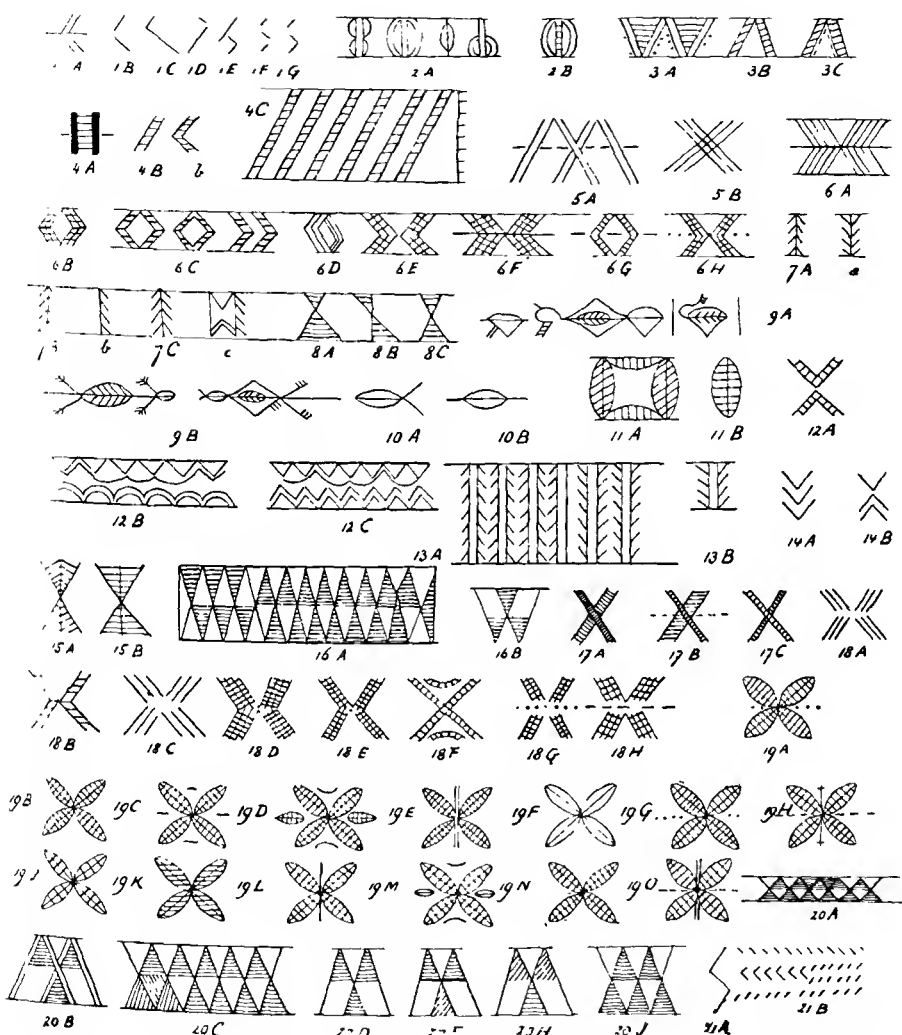 1A 1B 1C 1D 1E 1F 1G 2A 2B 3A 3B 3C
4A 4B b 4C 5A 5B 6A
6B 6C 6D 6E 6F 6G 6H 7A a
b 7C c 8A 8B 8C 9A
9B 10A 10B 11A 11B 12A
12B 12C 13A 13B 14A 14B
15A 15B 16A 16B 17A 17B 17C 18A
18B 18C 18D 18E 18F 18G 18H 19A
19B 19C 19D 19E 19F 19G 19H
19J 19K 19L 19M 19N 19O 20A
20B 20C 20H 20J 21A 21B